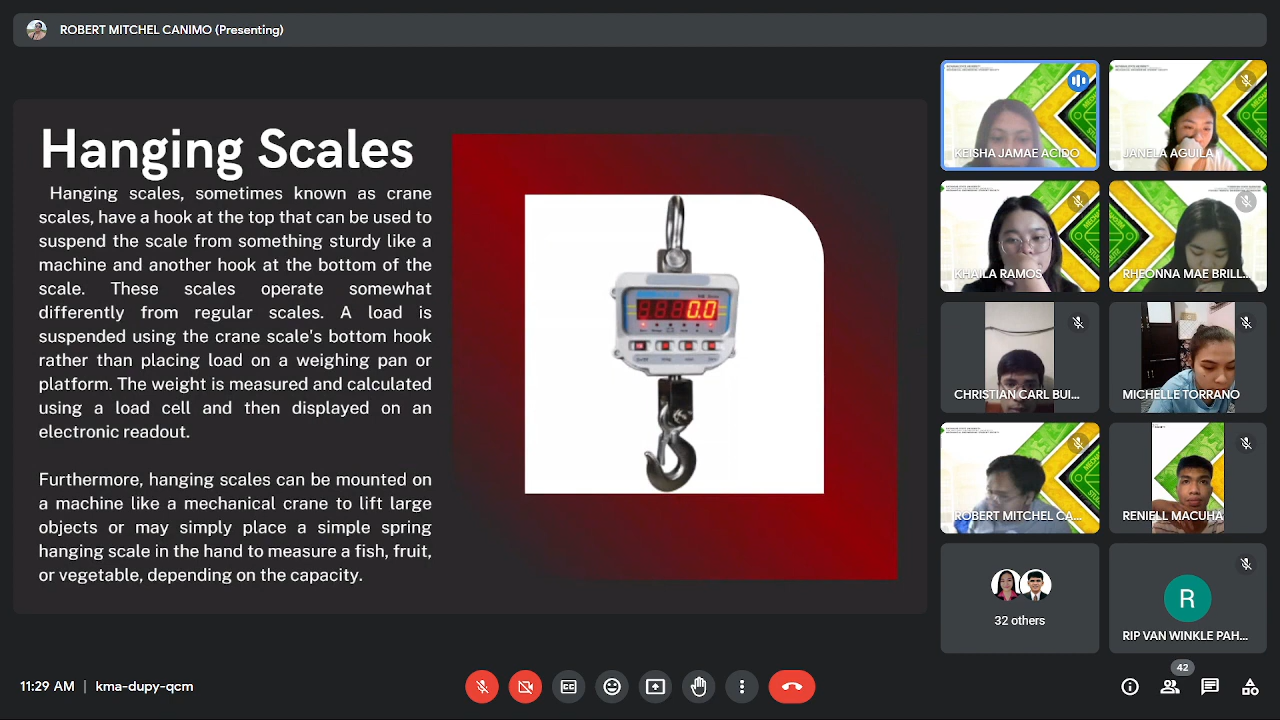 ROBERT MITCHEL CANIMO (Presenting)
Hanging Scales
Hanging scales, sometimes known as crane
scales, have a hook at the top that can be used to
suspend the scale from something sturdy like a
machine and another hook at the bottom of the
scale. These scales operate somewhat
differently from regular scales. A load is
suspended using the scale scale's bottom hook
rather than placing load on a weighing pan or
platform. The weight is measured and calculated
using a load cell and then displayed on an
electronic readout.
Furthermore, hanging scales can be mounted on
a machine like a mechanical crane to lift large
objects or may simply place a simple spring
hanging scale in the hand to measure a fish, fruit,
or vegetable, depending on the capacity.
0.0
KEISHA JAMAE ACIDO
JANELA AGUILA
KHAILA RAMOS
RHEONNA MAE BRILL...
CHRISTIAN CARL BUI...
MICHELLE TORRANO
ROBERT MITCHEL CA...
RENIELL MACUHA
32 others
R
RIP VAN WINKLE PAH...
11:29 AM | kma-dupy-qcm
42